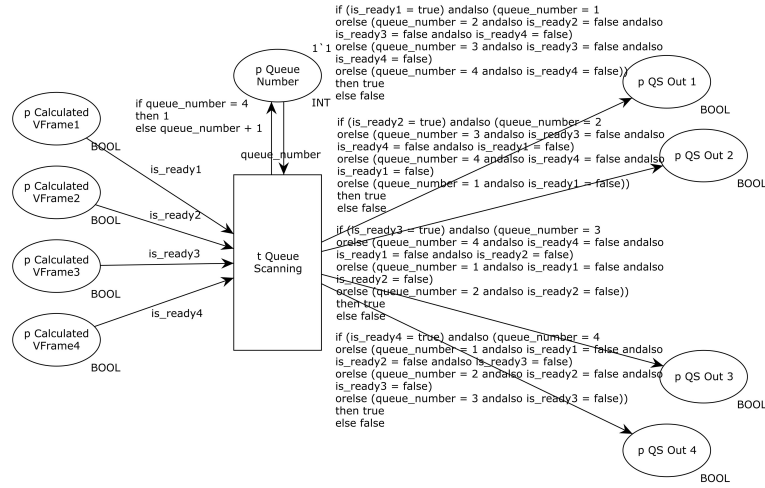 if (is_ready1 = true) andalso (queue_number = 1
orelse (queue_number = 2 andalso is_ready2 = false andalso
is_ready3 = false andalso is_ready4 = false)
orelse (queue_number = 3 andalso is_ready3 = false andalso
is_ready4 = false)
orelse (queue_number = 4 andalso is_ready4 = false))
then true
else false
1`1
p Queue
Number
INT
if queue_number = 4
then 1
else queue_number + 1
queue_number
p QS Out 1
BOOL
p Calculated
VFrame1
BOOL
is_ready1
if (is_ready2 = true) andalso (queue_number = 2
orelse (queue_number = 3 andalso is_ready3 = false andalso
is_ready4 = false andalso is_ready1 = false)
orelse (queue_number = 4 andalso is_ready4 = false andalso
is_ready1 = false)
orelse (queue_number = 1 andalso is_ready1 = false))
then true
else false
p QS Out 2
BOOL
p Calculated
VFrame2
BOOL
is_ready2
t Queue
Scanning
if (is_ready3 = true) andalso (queue_number = 3
orelse (queue_number = 4 andalso is_ready4 = false andalso
is_ready1 = false andalso is_ready2 = false)
orelse (queue_number = 1 andalso is_ready1 = false andalso
is_ready2 = false)
orelse (queue_number = 2 andalso is_ready2 = false))
then true
else false
p Calculated
VFrame3
BOOL
is_ready3
p Calculated
VFrame4
BOOL
is_ready4
if (is_ready4 = true) andalso (queue_number = 4
orelse (queue_number = 1 andalso is_ready1 = false andalso
is_ready2 = false andalso is_ready3 = false)
orelse (queue_number = 2 andalso is_ready2 = false andalso
is_ready3 = false)
orelse (queue_number = 3 andalso is_ready3 = false))
then true
else false
p QS Out 3
BOOL
p QS Out 4
BOOL